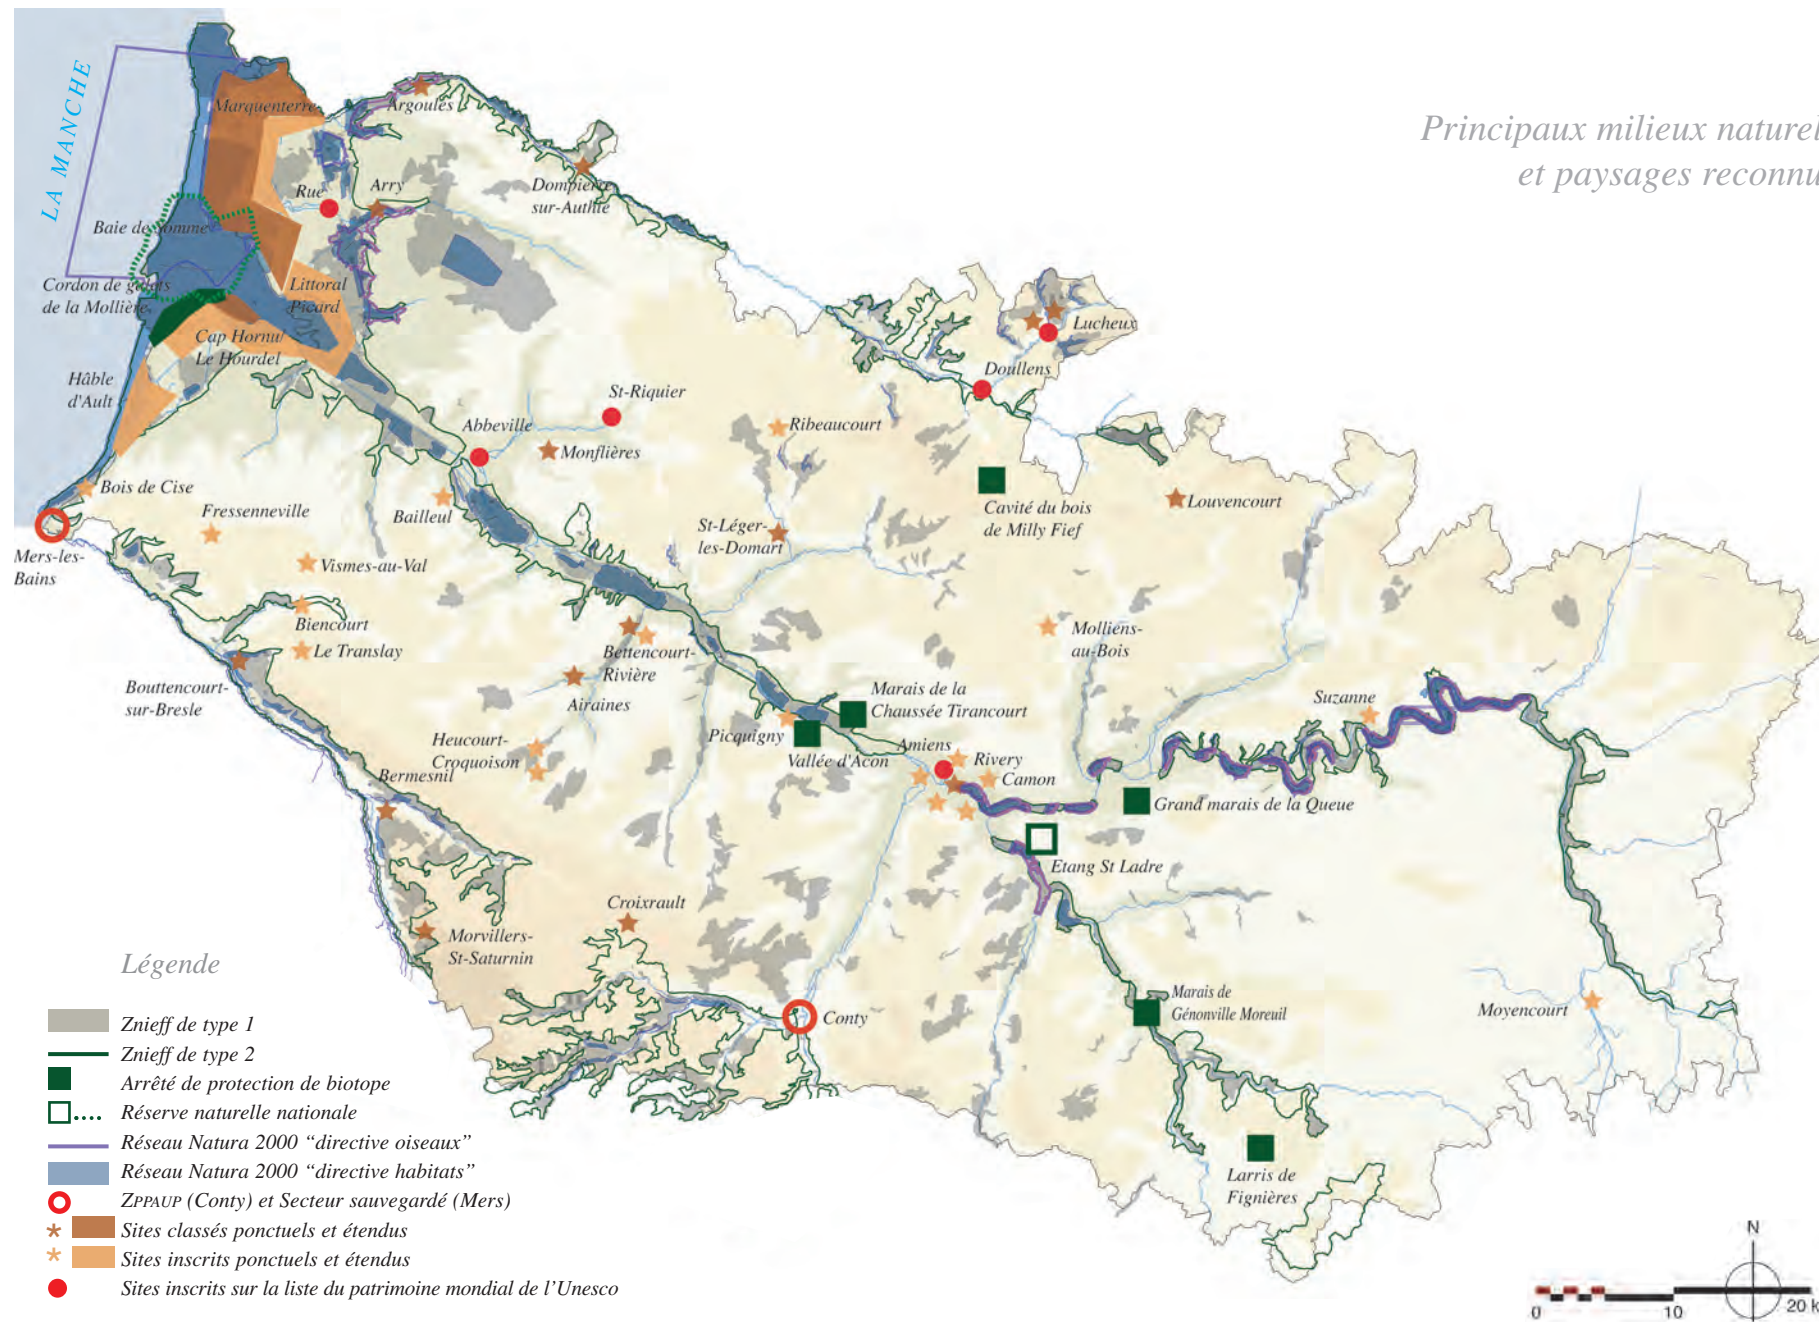 Principaux milieux naturel
et paysages reconnu
LA MANCHE
Marquenterre
Argoules
Rue
Arry
Dompierre-
sur-Authie
Baie de Somme
Cordon de galets
de la Mollière
Littoral
Picard
Cap Hornu/
Le Hourdel
Hâble
d'Ault
Lucheux
Doullens
St-Riquier
Abbeville
Monflières
Ribeaucourt
Bois de Cise
Fressenneville
Bailleul
St-Léger-
les-Domart
Cavité du bois
de Milly Fief
Louvencourt
Mers-les-
Bains
Vismes-au-Val
Biencourt
Le Translay
Bettencourt-
Rivière
Molliens-
au-Bois
Bouttencourt-
sur-Bresle
Airaines
Marais de la
Chaussée Tirancourt
Suzanne
Heucourt-
Croquoison
Picquigny
Vallée d'Acon
Amiens
Rivery
Camon
Bermesnil
Grand marais de la Queue
Etang St Ladre
Croixrault
Morvillers-
St-Saturnin
Conty
Marais de
Génonville Moreuil
Moyencourt
Larris de
Fignières
Légende
Znieff de type 1
Znieff de type 2
Arrêté de protection de biotope
Réserve naturelle nationale
Réseau Natura 2000 “directive oiseaux”
Réseau Natura 2000 “directive habitats”
ZPPAUP (Conty) et Secteur sauvegardé (Mers)
Sites classés ponctuels et étendus
Sites inscrits ponctuels et étendus
Sites inscrits sur la liste du patrimoine mondial de l’Unesco
N
0 10 20 k